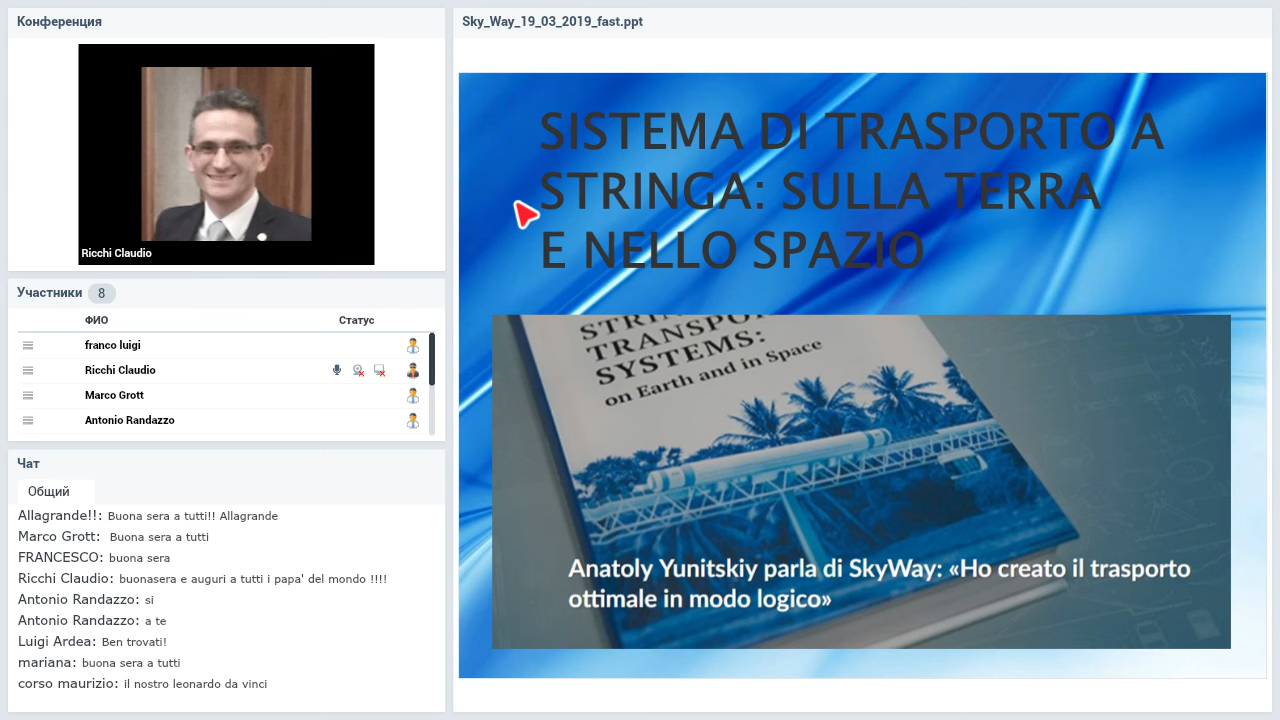 Конференция
Ricchi Claudio
Участники 8
ФИО Статус
franco luigi
Ricchi Claudio
Marco Grott
Antonio Randazzo
Чат
Общий
Allagrande!!: Buona sera a tutti!! Allagrande
Marco Grott: Buona sera a tutti
FRANCESCO: buona sera
Ricchi Claudio: buonasera e auguri a tutti i papa' del mondo !!!!
Antonio Randazzo: si
Antonio Randazzo: a te
Luigi Ardea: Ben trovati!
mariana: buona sera a tutti
corso maurizio: il nostro leonardo da vinci
Sky_Way_19_03_2019_fast.ppt
SISTEMA DI TRASPORTO A
STRINGA: SULLA TERRA
E NELLO SPAZIO
TRANSPOR
SYSTEMS:
on Earth and in Space
Anatoly Yunitskiy parla di SkyWay: «Ho creato il trasporto
ottimale in modo logico»